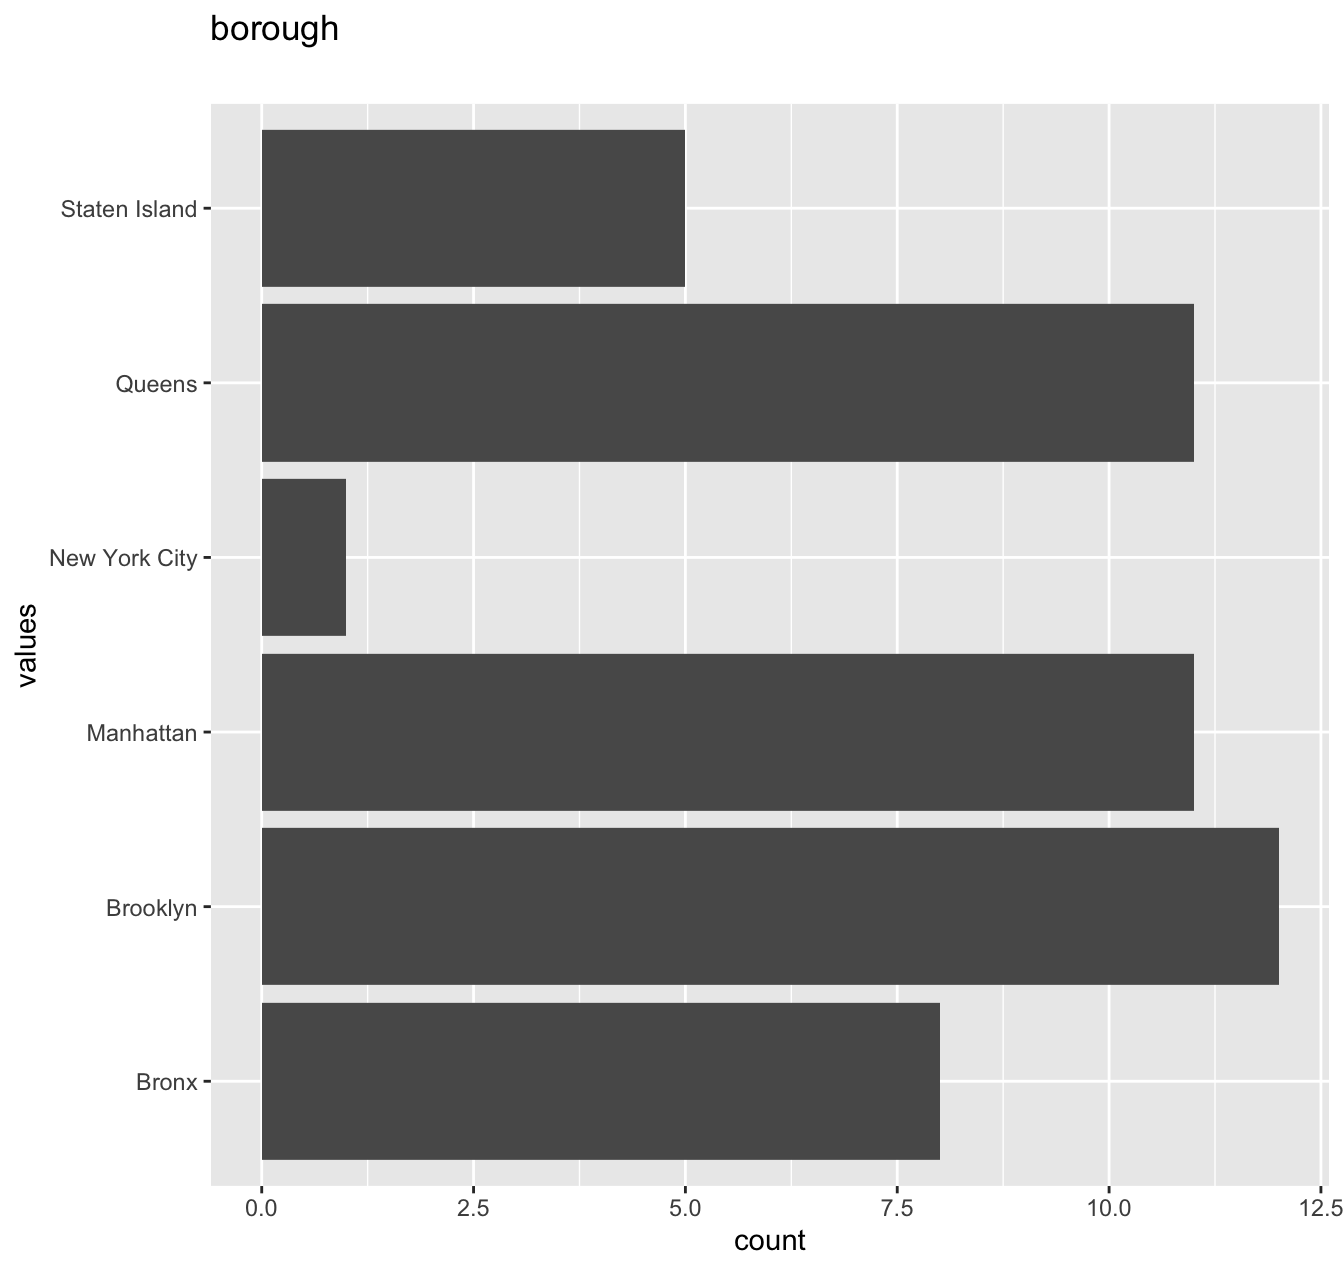 borough
values
Staten Island
Queens
New York City
Manhattan
Brooklyn
Bronx
0.0 2.5 5.0 7.5 10.0 12.5
count